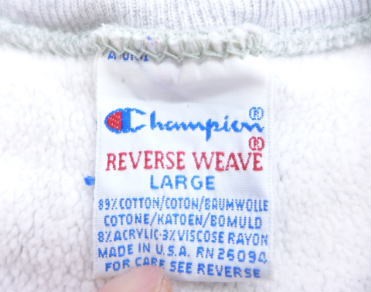 Champion®
REVERSE WEAVE®
LARGE
89% COTTON/COTON/BAUMWOLLE
COTONE/KATOEN/BOMULD
8% ACRYLIC-3% VISCOSE RAYON
MADE IN U.S.A. RN 26094
FOR CARE SEE REVERSE